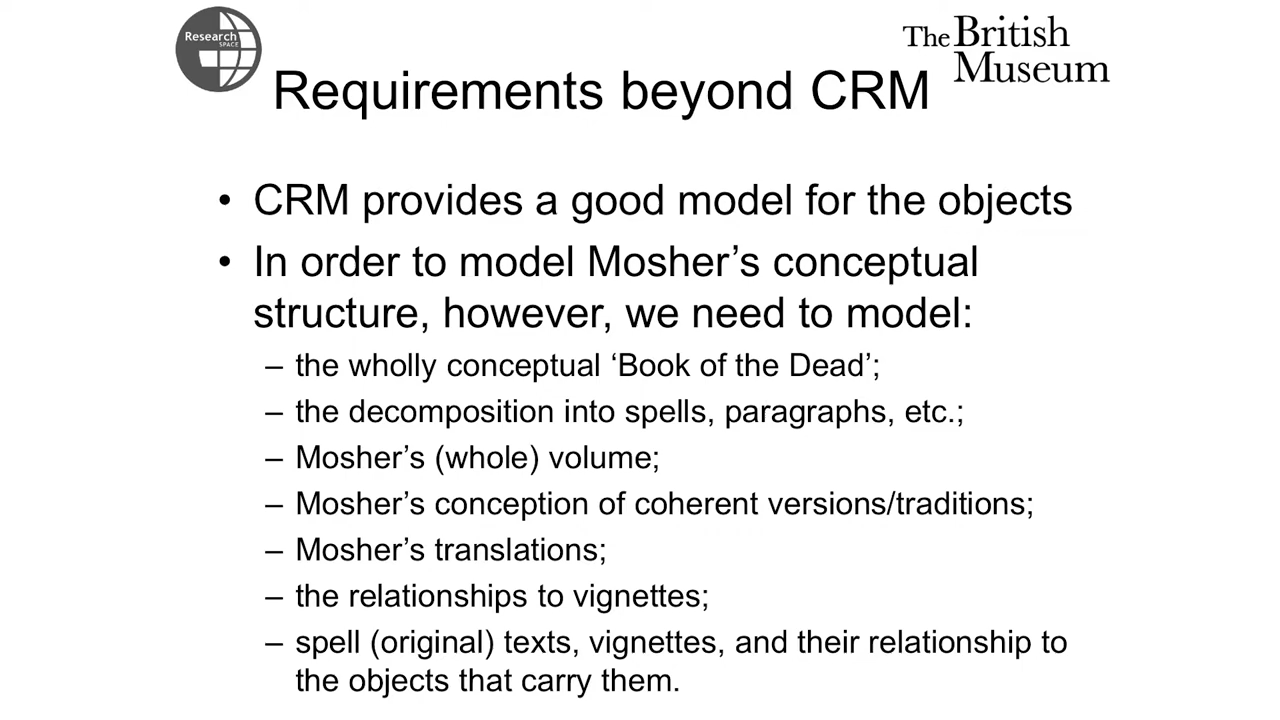 Research
SPACE
The British
Museum
Requirements beyond CRM
• CRM provides a good model for the objects
• In order to model Mosher’s conceptual
structure, however, we need to model:
– the wholly conceptual ‘Book of the Dead’;
– the decomposition into spells, paragraphs, etc.;
– Mosher’s (whole) volume;
– Mosher’s conception of coherent versions/traditions;
– Mosher’s translations;
– the relationships to vignettes;
– spell (original) texts, vignettes, and their relationship to
the objects that carry them.